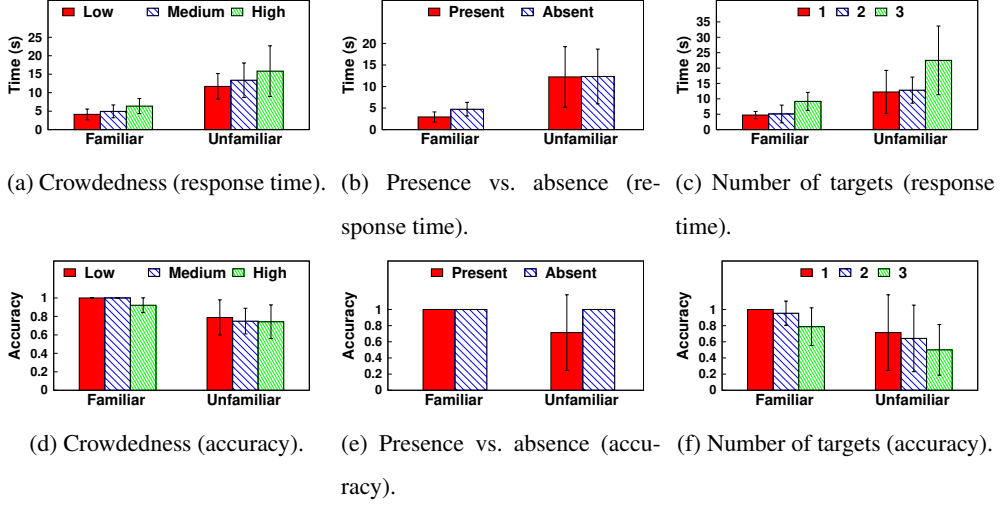 Low Medium High
Time (s)
25
20
15
10
5
0
Familiar Unfamiliar
Present Absent
Time (s)
20
15
10
5
0
Familiar Unfamiliar
1 2 3
Time (s)
35
30
25
20
15
10
5
0
Familiar Unfamiliar
(a) Crowdedness (response time).
(b) Presence vs. absence (re-
sponse time).
(c) Number of targets (response
time).
Low Medium High
Accuracy
1
0.8
0.6
0.4
0.2
0
Familiar Unfamiliar
Present Absent
Accuracy
1
0.8
0.6
0.4
0.2
0
Familiar Unfamiliar
1 2 3
Accuracy
1
0.8
0.6
0.4
0.2
0
Familiar Unfamiliar
(d) Crowdedness (accuracy).
(e) Presence vs. absence (accu-
racy).
(f) Number of targets (accuracy).